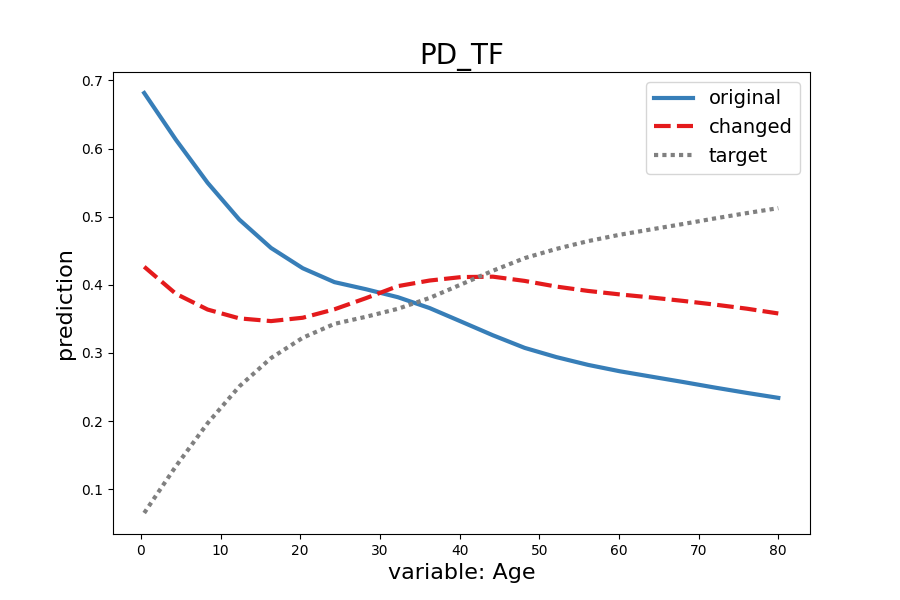 PD_TF
0.7
0.6
0.5
0.4
0.3
0.2
0.1
prediction
original
changed
target
0 10 20 30 40 50 60 70 80
variable: Age